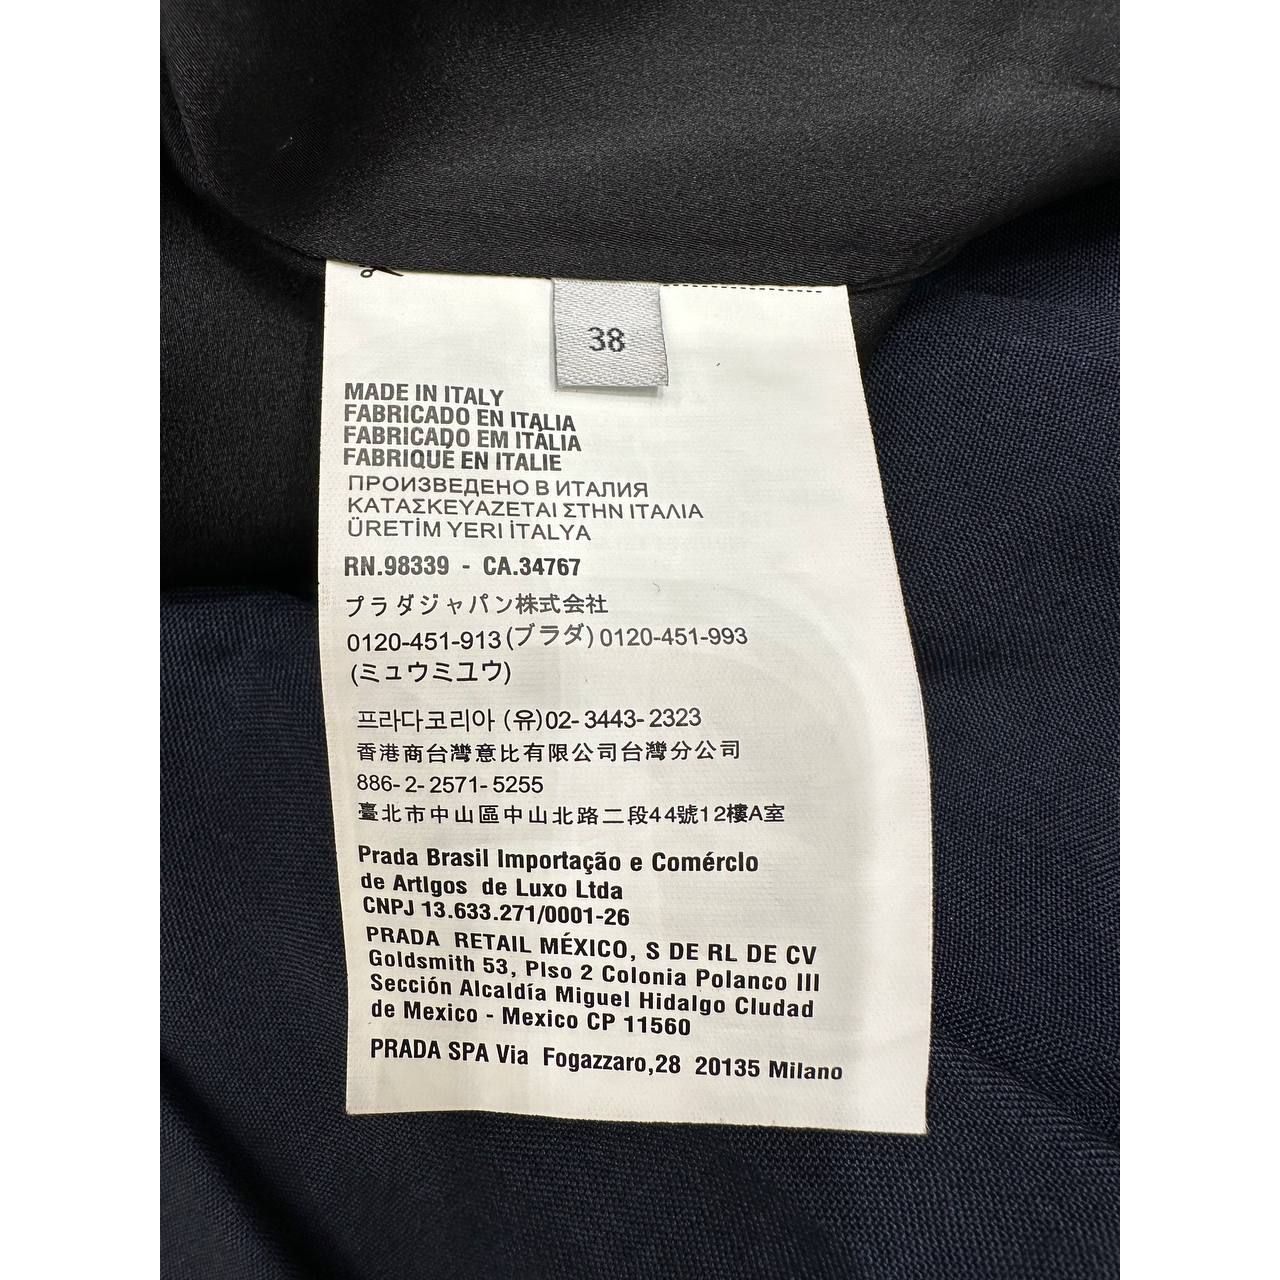 38
MADE IN ITALY
FABRICADO EN ITALIA
FABRICADO EM ITÁLIA
FABRIQUÉ EN ITALIE
ПРОИЗВЕДЕНО В ИТАЛИЯ
ΚΑΤΑΣΚΕΥΑΖΕΤΑΙ ΣΤΗΝ ΙΤΑΛΙΑ
ÜRETİM YERI İTALYA
RN.98339 - CA.34767
プラダジャパン株式会社
0120-451-913(プラダ) 0120-451-993
(ミュウミユウ)
프라다코리아 (유)02-3443-2323
香港商台灣意比有限公司台灣分公司
886-2-2571-5255
臺北市中山區中山北路二段44號12樓A室
Prada Brasil Importação e Comérclo
de Artlgos de Luxo Ltda
CNPJ 13.633.271/0001-26
PRADA RETAIL MÉXICO, S DE RL DE CV
Goldsmith 53, Plso 2 Colonia Polanco III
Sección Alcaldía Miguel Hidalgo Cludad
de Mexico - Mexico CP 11560
PRADA SPA Via Fogazzaro,28 20135 Milano